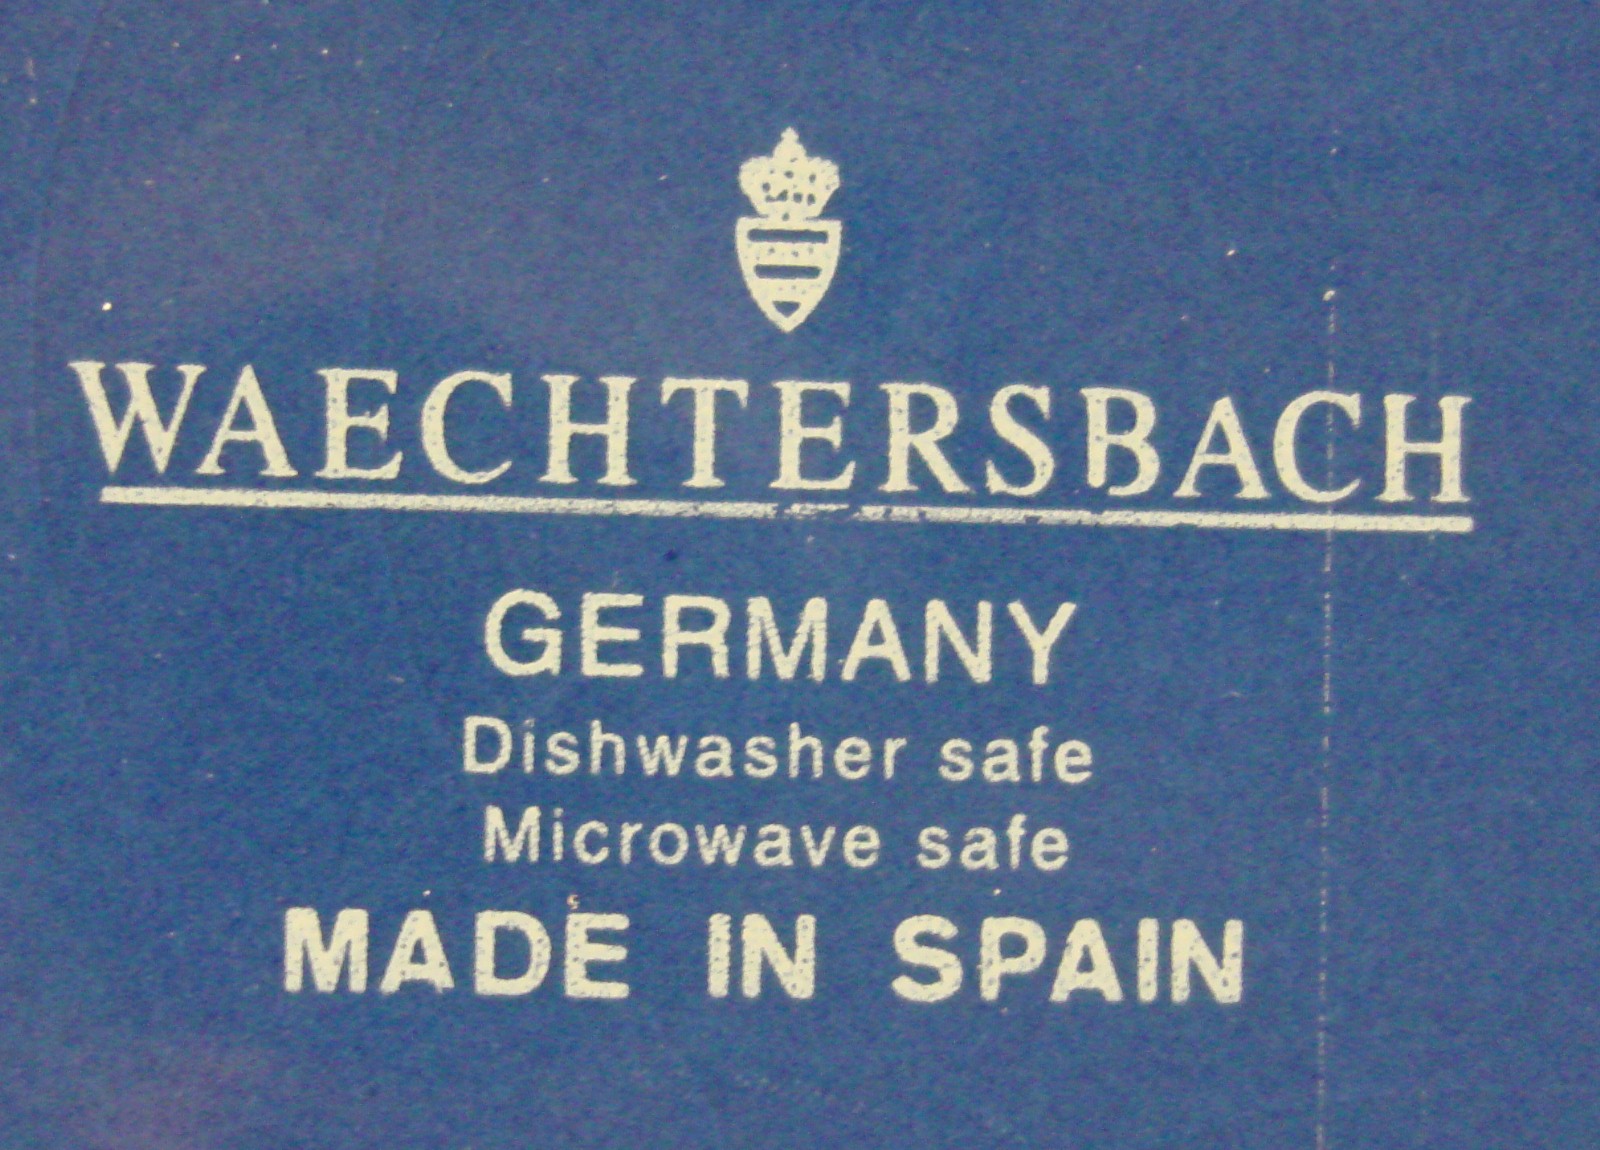 WAECHTERSBACH
GERMANY
Dishwasher safe
Microwave safe
MADE IN SPAIN